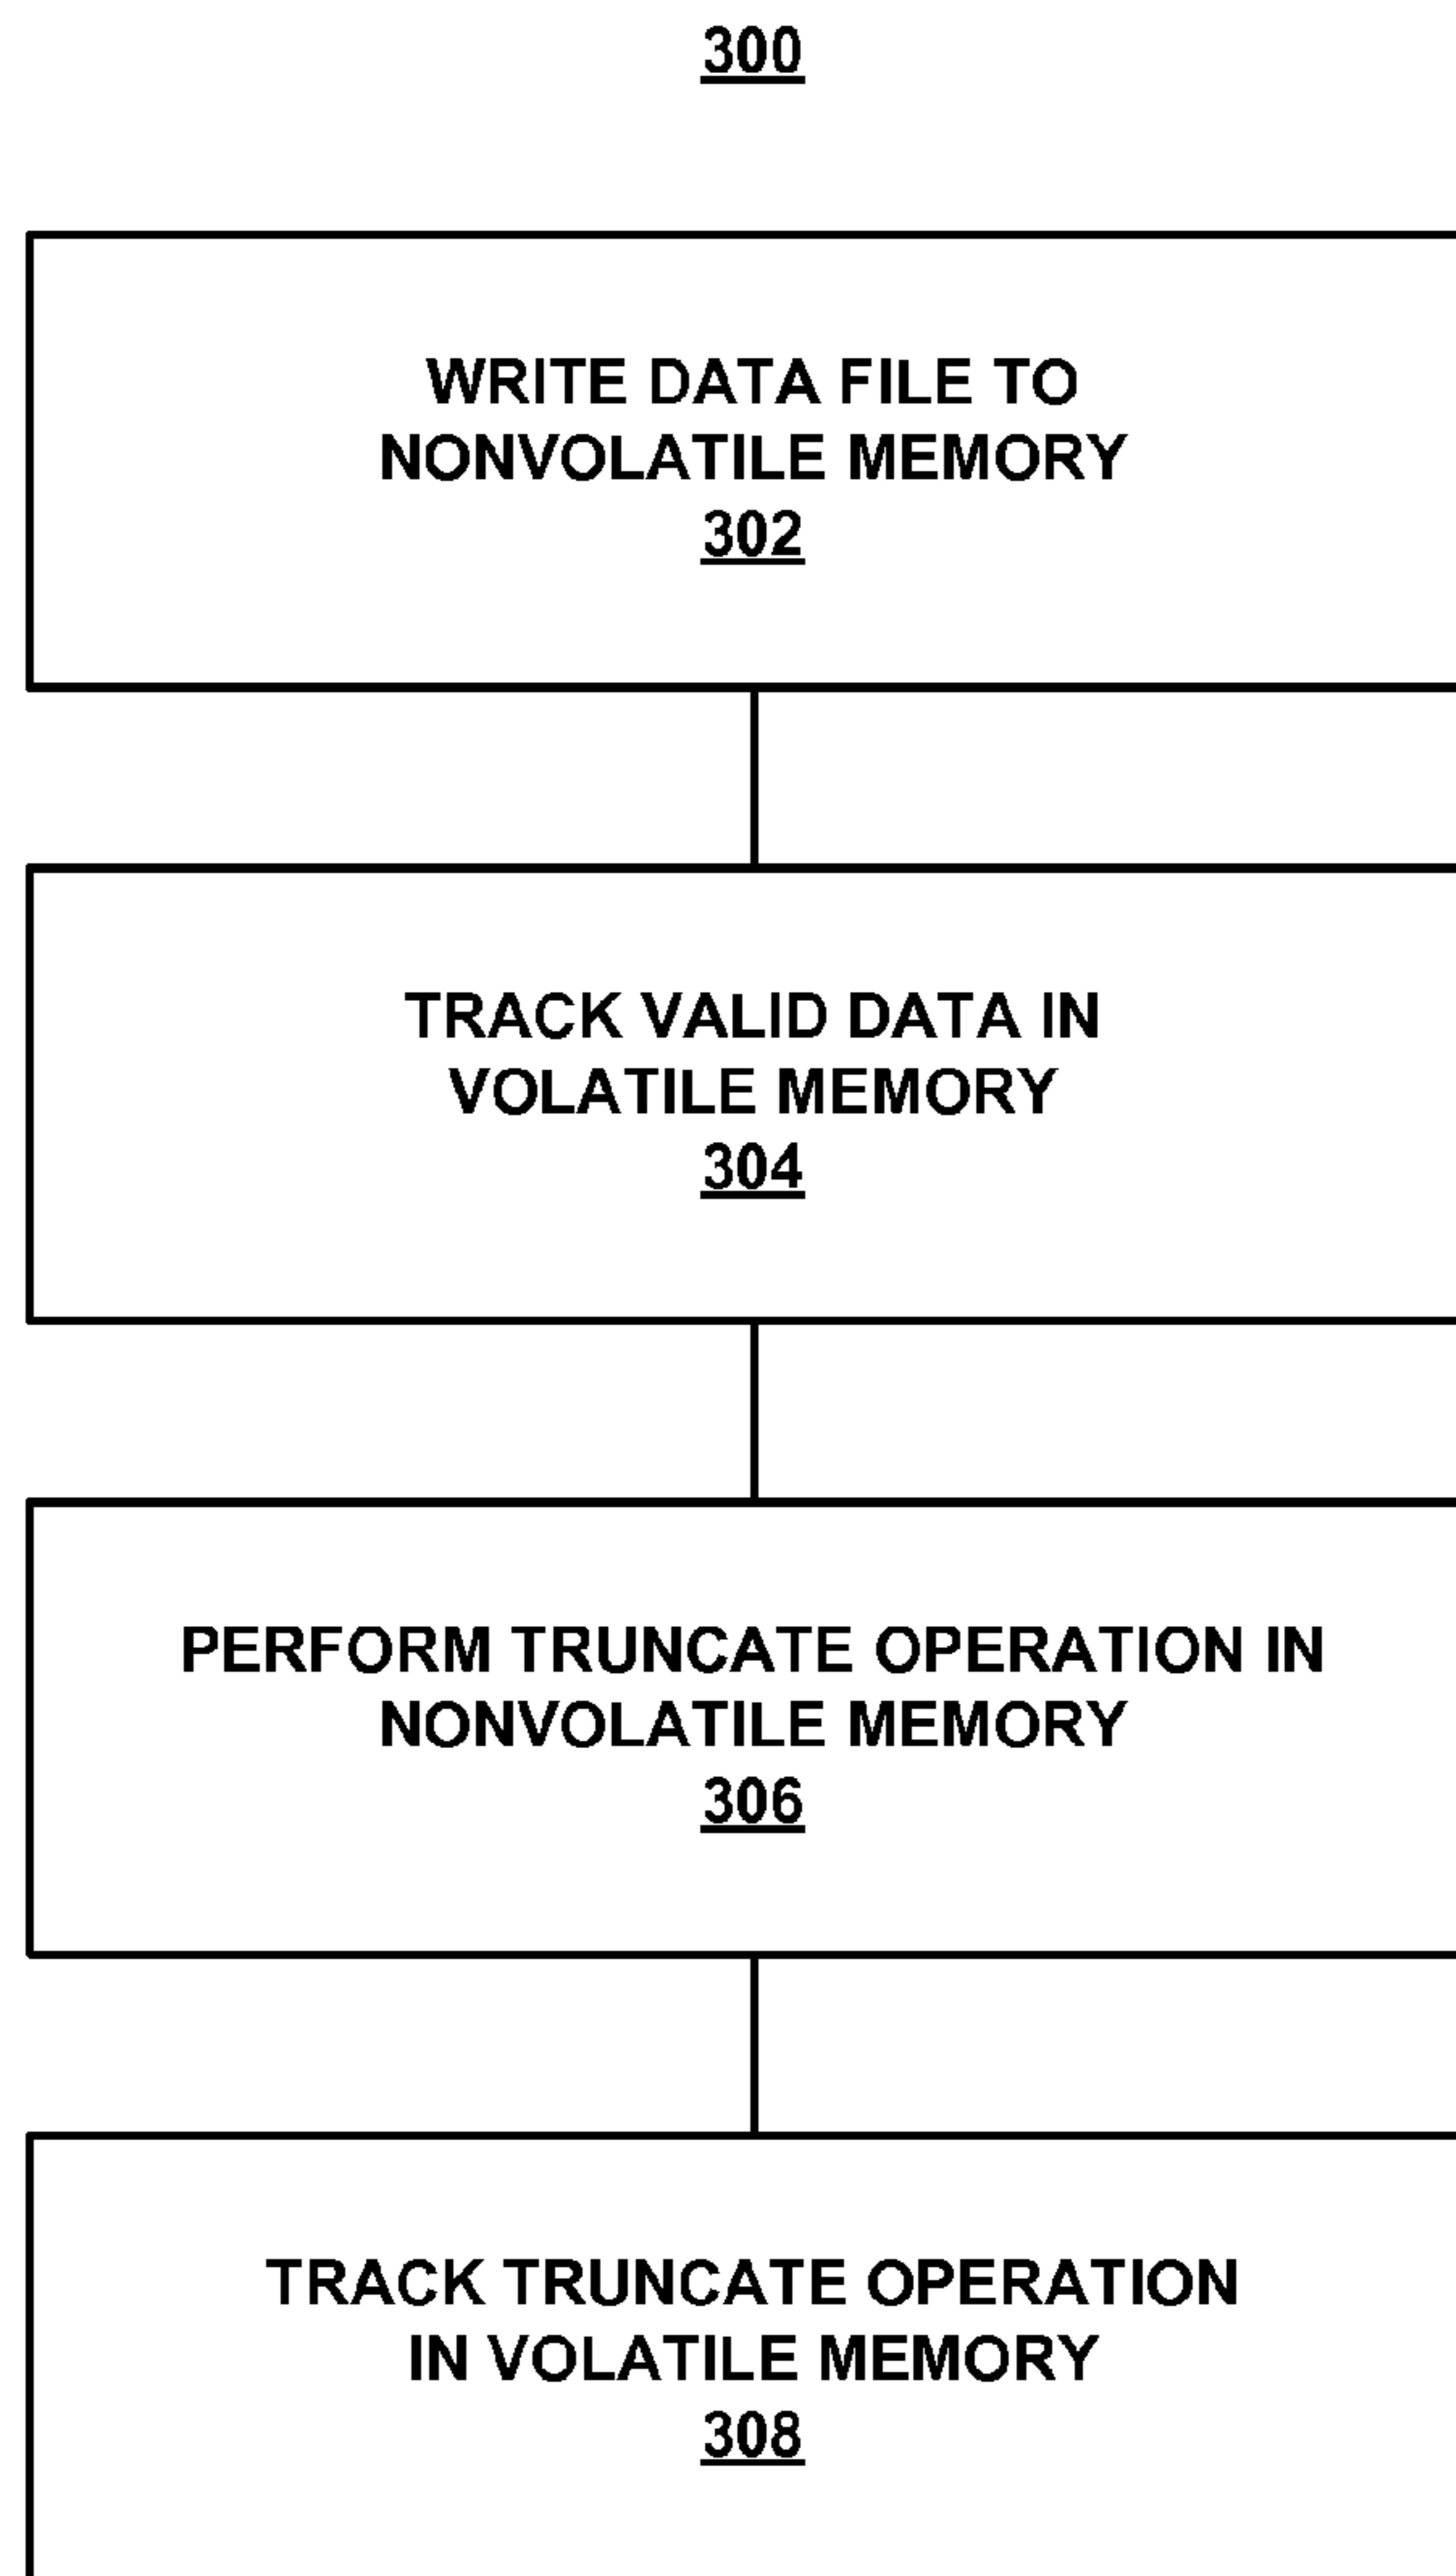 300
WRITE DATA FILE TO
NONVOLATILE MEMORY
302
TRACK VALID DATA IN
VOLATILE MEMORY
304
PERFORM TRUNCATE OPERATION IN
NONVOLATILE MEMORY
306
TRACK TRUNCATE OPERATION
IN VOLATILE MEMORY
308